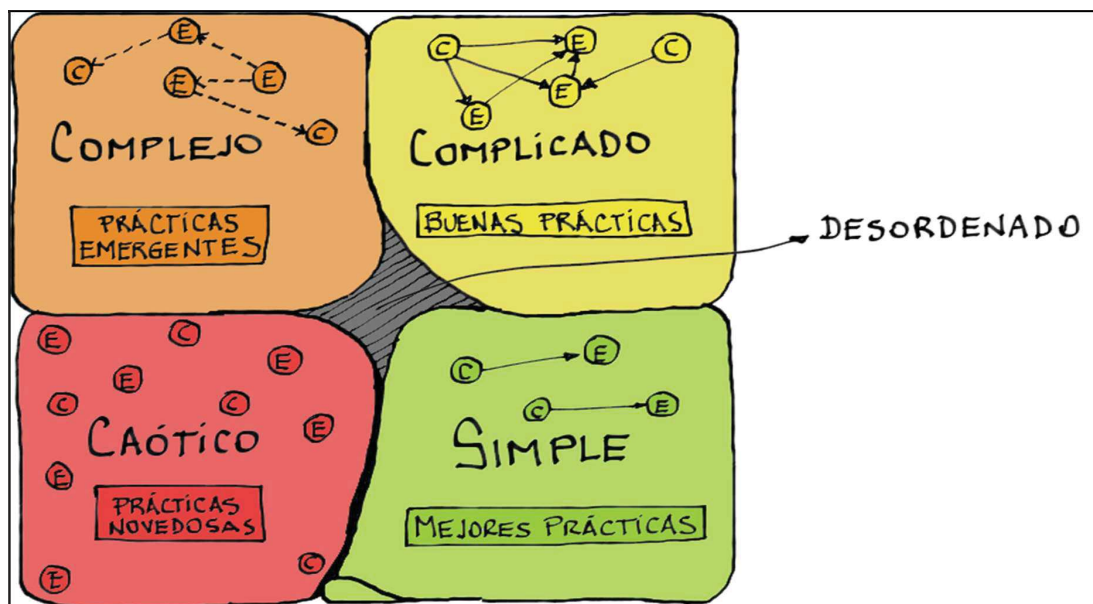 E
C
E
E
C
COMPLEJO
PRÁCTICAS
EMERGENTES
C
E
C
E
E
COMPLICADO
BUENAS PRÁCTICAS
DESORDENADO
E
C
E
E
C
C
E
CAÓTICO
E
PRÁCTICAS
NOVEDOSAS
E
C
C
E
C
E
SIMPLE
MEJORES PRÁCTICAS